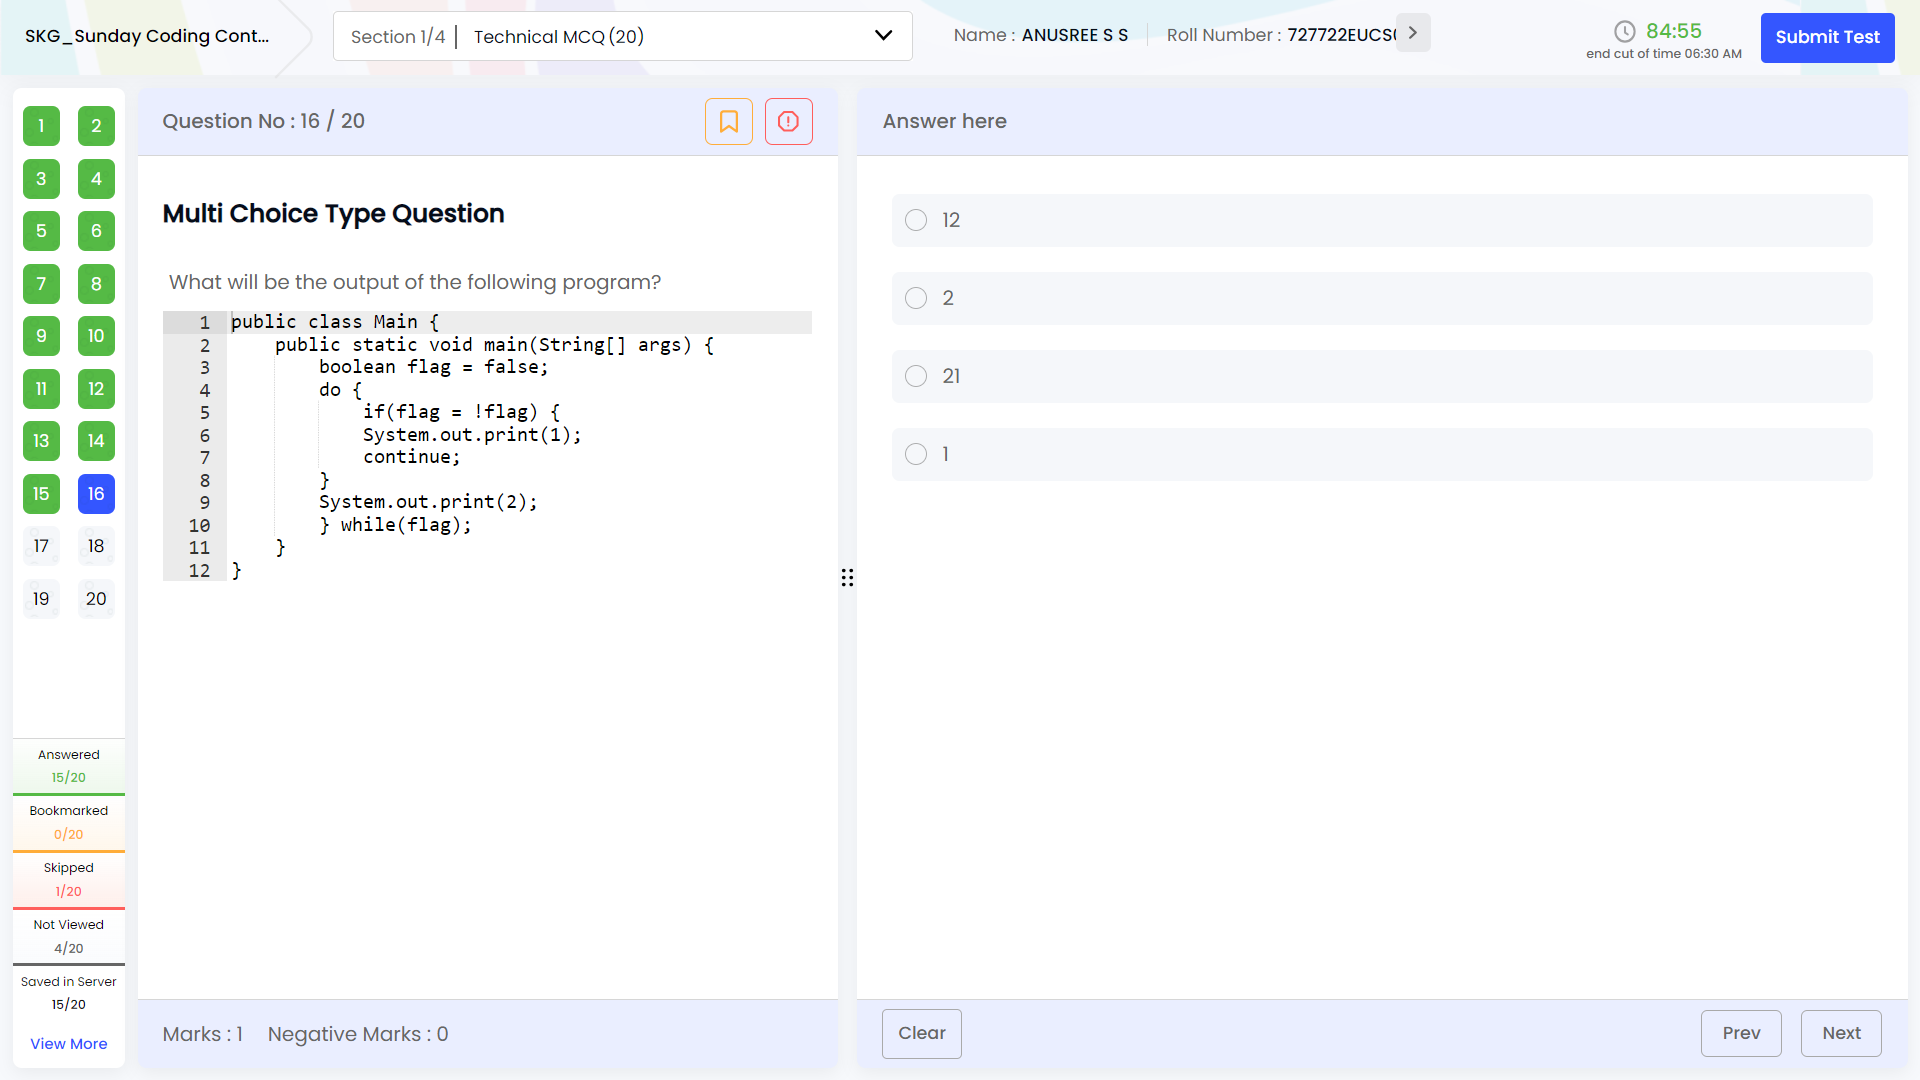 SKG_Sunday Coding Cont...
Section 1/4 | Technical MCQ (20)
Name : ANUSREE S S
Roll Number : 727722EUCS
84:55
end cut of time 06:30 AM
Submit Test
1 2
3 4
5 6
7 8
9 10
11 12
13 14
15 16
17 18
19 20
Answered
15/20
Bookmarked
0/20
Skipped
1/20
Not Viewed
4/20
Saved in Server
15/20
View More
Question No : 16 / 20
Multi Choice Type Question
What will be the output of the following program?
1 public class Main {
2     public static void main(String[] args) {
3         boolean flag = false;
4         do {
5             if(flag = !flag) {
6             System.out.print(1);
7             continue;
8         }
9         System.out.print(2);
10         } while(flag);
11     }
12 }
Marks : 1 Negative Marks : 0
Answer here
12
2
21
1
Clear
Prev
Next